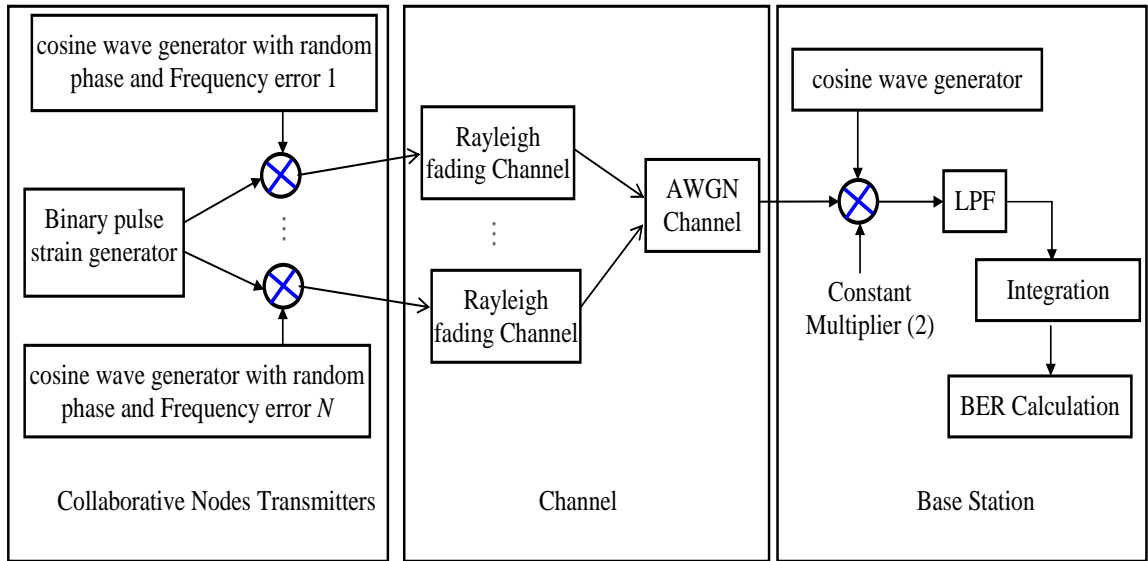 cosine wave generator with random
phase and Frequency error 1
Binary pulse
strain generator
cosine wave generator with random
phase and Frequency error N
Collaborative Nodes Transmitters
Rayleigh
fading Channel
Rayleigh
fading Channel
AWGN
Channel
Channel
cosine wave generator
LPF
Constant
Multiplier (2)
Integration
BER Calculation
Base Station